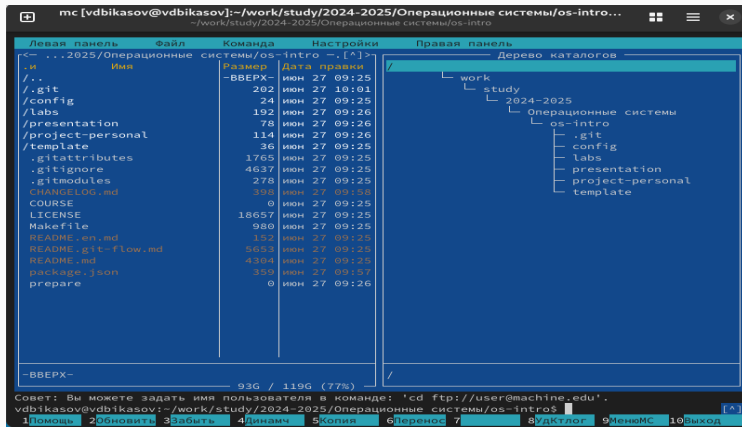 mc [vdbikasov@vdbikasov]:~/work/study/2024-2025/Операционные системы/os-intro...
~/work/study/2024-2025/Операционные системы/os-intro
Левая панель Файл Команда Настройки Правая панель
<— ...2025/Операционные системы/os-intro —.[^]> Дерево каталогов
.и Имя Размер Дата правки /
/.. -ВВЕРХ- июн 27 09:25 work
/.git 202 июн 27 10:01 study
/config 24 июн 27 09:25 2024-2025
/labs 192 июн 27 09:26 Операционные системы
/presentation 78 июн 27 09:26 os-intro
/project-personal 114 июн 27 09:26 .git
/template 36 июн 27 09:25 config
.gitattributes 1765 июн 27 09:25 labs
.gitignore 4637 июн 27 09:25 presentation
.gitmodules 278 июн 27 09:25 project-personal
CHANGELOG.md 398 июн 27 09:58 template
COURSE 0 июн 27 09:25
LICENSE 18657 июн 27 09:25
Makefile 980 июн 27 09:25
README.en.md 152 июн 27 09:25
README.git-flow.md 5653 июн 27 09:25
README.md 4304 июн 27 09:25
package.json 359 июн 27 09:57
prepare 0 июн 27 09:26
-ВВЕРХ- /
93G / 119G (77%)
Совет: Вы можете задать имя пользователя в команде: 'cd ftp://user@machine.edu'.
vdbikasov@vdbikasov:~/work/study/2024-2025/Операционные системы/os-intro$ [^]
1Помощь 2Обновить 3Забыть 4Динамч 5Копия 6Перенос 7 8УдКтлог 9МенюМС 10Выход